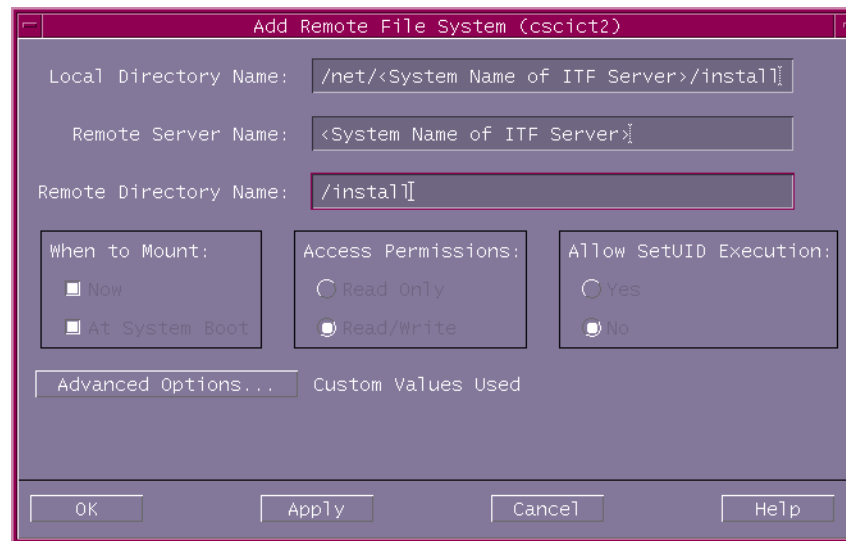 Add Remote File System (cscict2)
Local Directory Name: /net/<System Name of ITF Server>/install
Remote Server Name: <System Name of ITF Server>
Remote Directory Name: /install
When to Mount: Access Permissions: Allow SetUID Execution:
Now Read Only Yes
At System Boot Read/Write No
Advanced Options... Custom Values Used
OK Apply Cancel Help